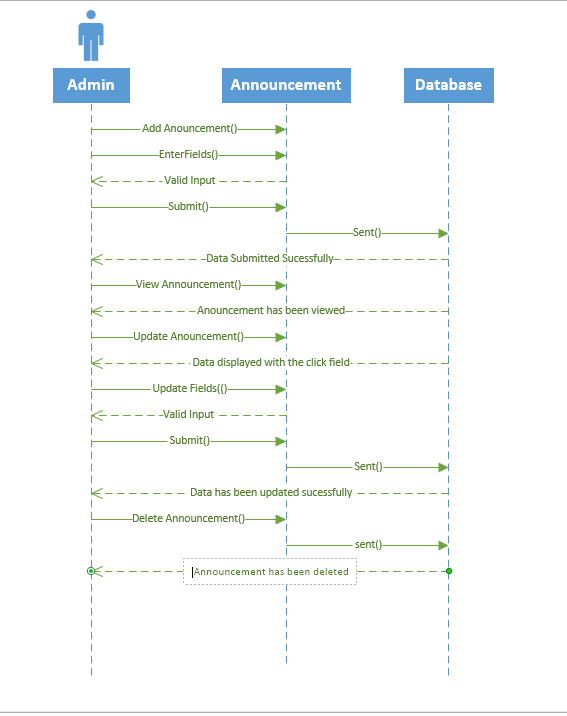 Admin
Announcement
Database
Add Anouncement()
EnterFields()
Valid Input
Submit()
Sent()
Data Submitted Sucessfully
View Announcement()
Anouncement has been viewed
Update Anouncement()
Data displayed with the click field
Update Fields(()
Valid Input
Submit()
Sent()
Data has been updated sucessfully
Delete Announcement()
sent()
Announcement has been deleted